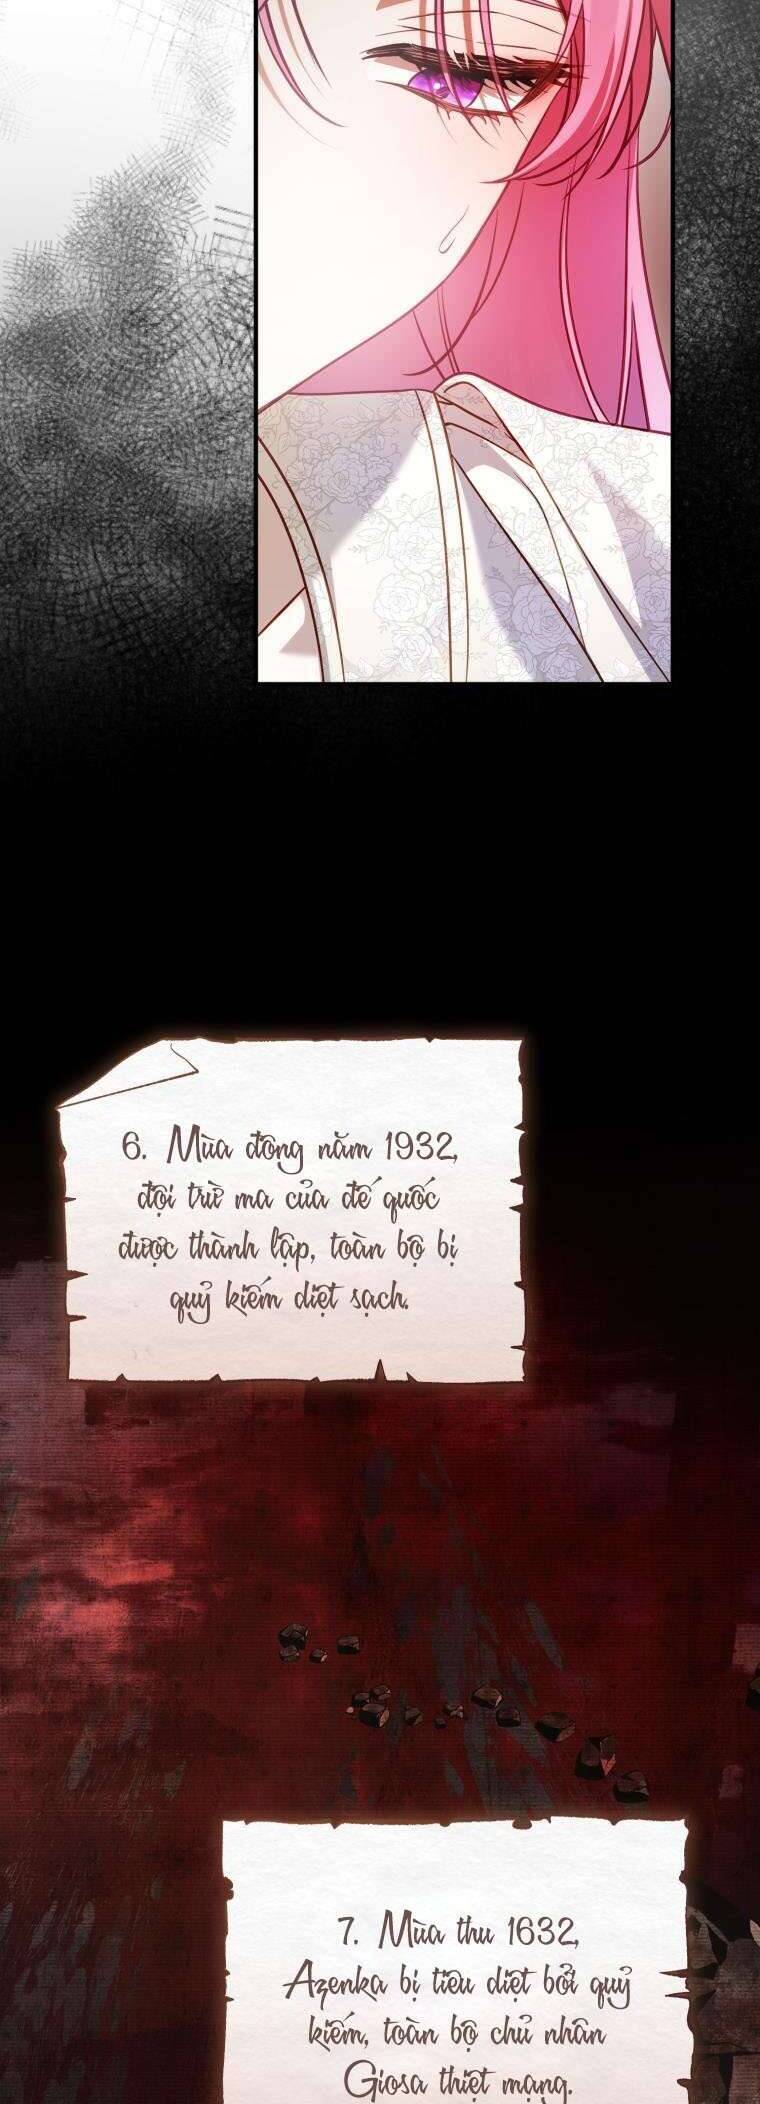 6. Mùa đông năm 1932,
đội trừ ma của đế quốc
được thành lập, toàn bộ bị
quỷ kiếm diệt sạch.
7. Mùa thu 1632,
Azenka bị tiêu diệt bởi quỷ
kiếm, toàn bộ chủ nhân
Giosa thiệt mạng.